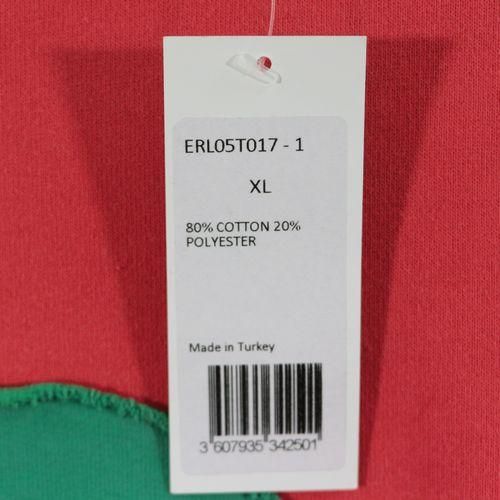 ERL05T017 - 1
XL
80% COTTON 20%
POLYESTER
Made in Turkey
3 607935 342501